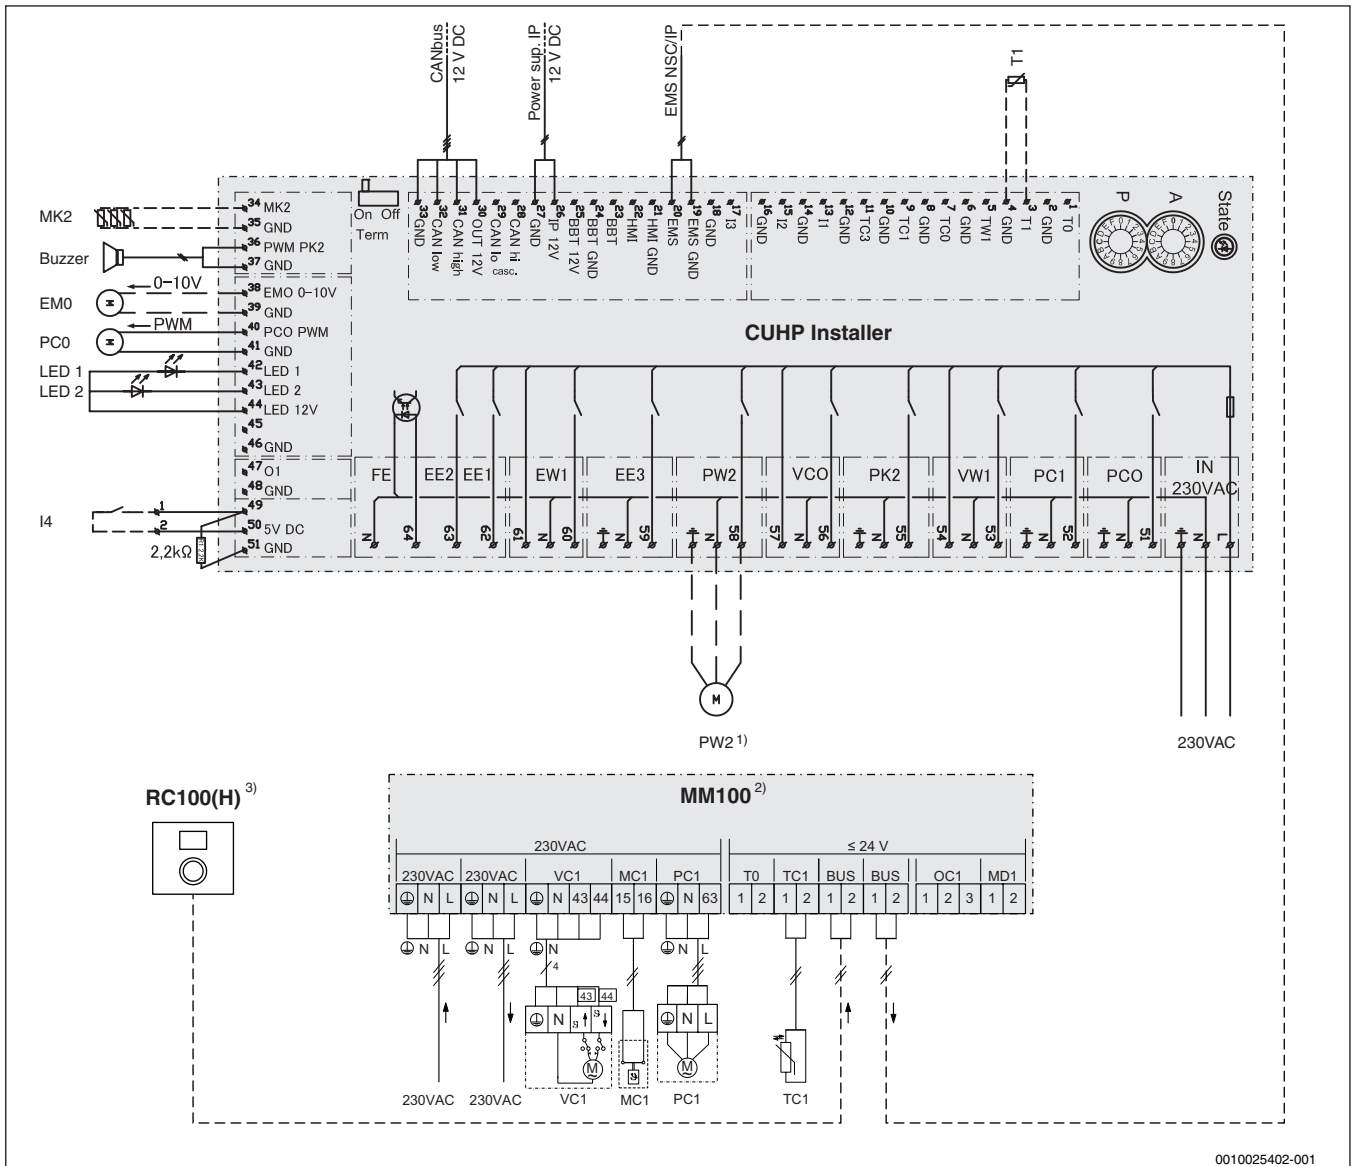 CANbus
12 V DC
Power sup. IP
12 V DC
EMS NSC/IP
T1
MK2
Buzzer
EM0
0-10V
PC0
PWM
LED 1
LED 2
I4
1
2
2,2kΩ
34 MK2
35 GND
36 PWM PK2
37 GND
38 EMO 0-10V
39 GND
40 PCO PWM
41 GND
42 LED 1
43 LED 2
44 LED 12V
45
46 GND
47 O1
48 GND
49
50 5V DC
51 GND
On Off
Term
33 GND
32 CAN low
31 CAN high
30 OUT 12V
29 CAN lo
28 CAN hi
casc.
27 GND
26 IP 12V
25 BBT 12V
24 BBT GND
23 BBT
22 HMI
21 HMI GND
20 EMS
19 EMS GND
18 GND
17 I3
16 GND
15 I2
14 GND
13 I1
12 GND
11 TC3
10 GND
9 TC1
8 GND
7 TC0
6 GND
5 TW1
4 GND
3 T1
2 GND
1 T0
P
A
State
CUHP Installer
FE
EE2
EE1
EW1
EE3
PW2
VCO
PK2
VW1
PC1
PCO
IN
230VAC
N
64
63
62
61
N
60
N
59
N
58
57
N
56
N
55
54
N
53
N
52
N
51
N
L
M
PW2 1)
230VAC
RC100(H) 3)
MM100 2)
230VAC
≤ 24 V
230VAC 230VAC VC1 MC1 PC1 T0 TC1 BUS BUS OC1 MD1
N L N L N 43 44 15 16 N 63 1 2 1 2 1 2 1 2 1 2 3 1 2
N L N L N
4
43 44
N
N L
M
M
230VAC 230VAC VC1 MC1 PC1 TC1
0010025402-001